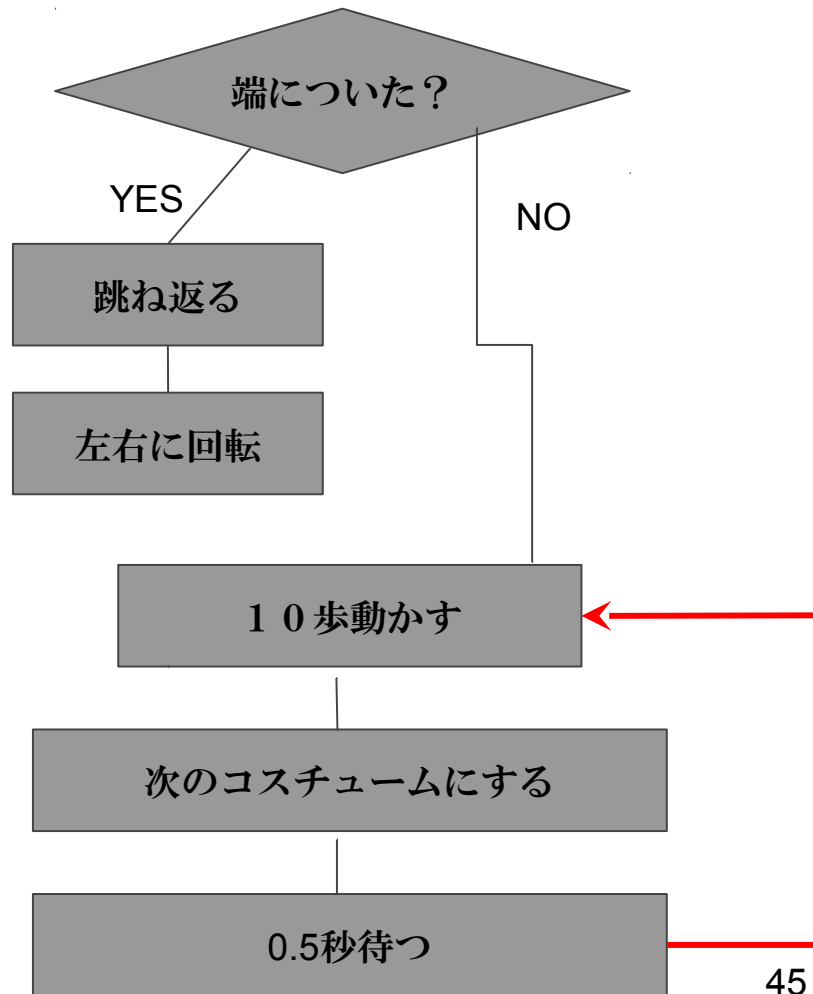 端についた？
YES
NO
跳ね返る
左右に回転
１０歩動かす
次のコスチュームにする
0.5秒待つ
45